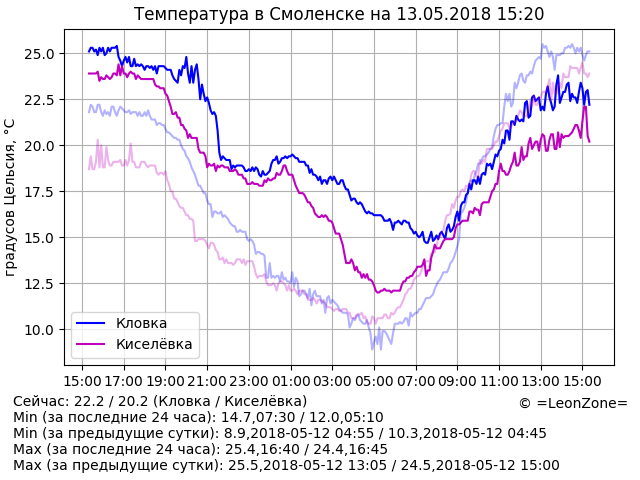 Температура в Смоленске на 13.05.2018 15:20
градусов Цельсия, °C
25.0
22.5
20.0
17.5
15.0
12.5
10.0
Кловка
Киселёвка
15:00 17:00 19:00 21:00 23:00 01:00 03:00 05:00 07:00 09:00 11:00 13:00 15:00
Сейчас: 22.2 / 20.2 (Кловка / Киселёвка)
© =LeonZone=
Min (за последние 24 часа): 14.7,07:30 / 12.0,05:10
Min (за предыдущие сутки): 8.9,2018-05-12 04:55 / 10.3,2018-05-12 04:45
Max (за последние 24 часа): 25.4,16:40 / 24.4,16:45
Max (за предыдущие сутки): 25.5,2018-05-12 13:05 / 24.5,2018-05-12 15:00